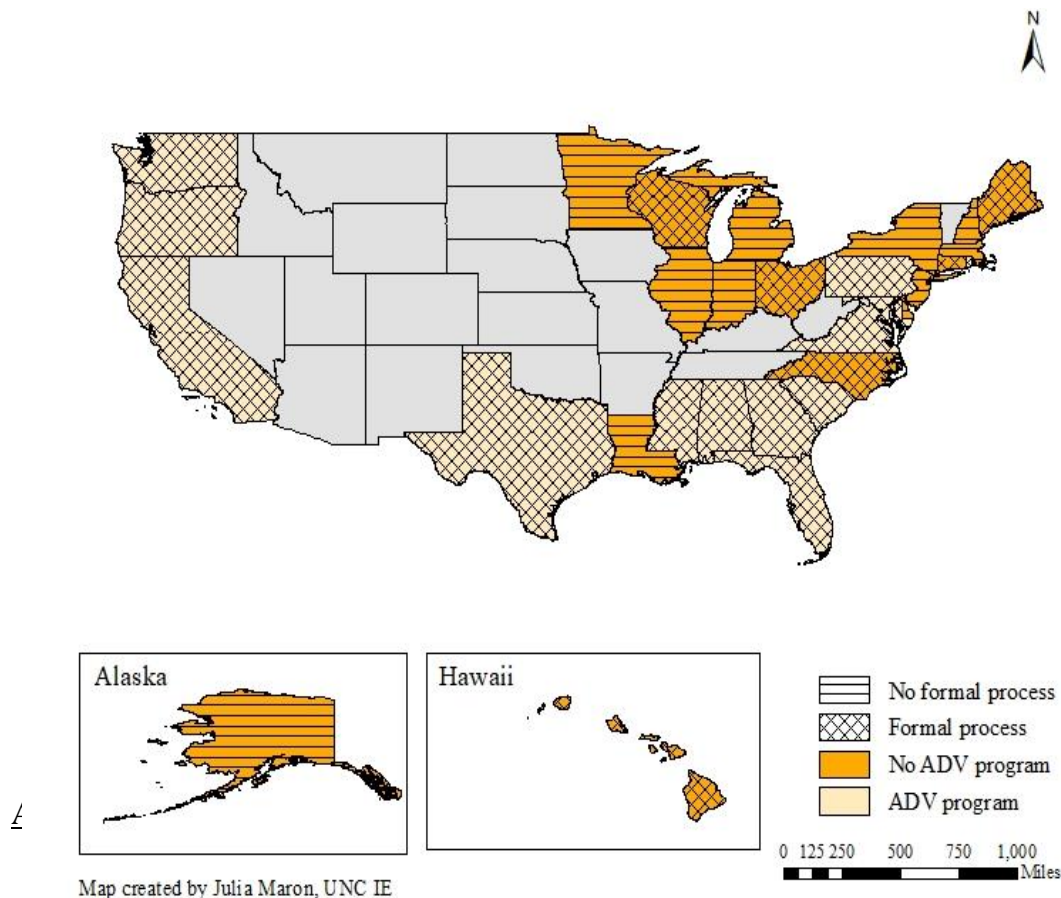 N
Alaska
Hawaii
No formal process
Formal process
No ADV program
ADV program
0 125 250 500 750 1,000
Miles
Map created by Julia Maron, UNC IE